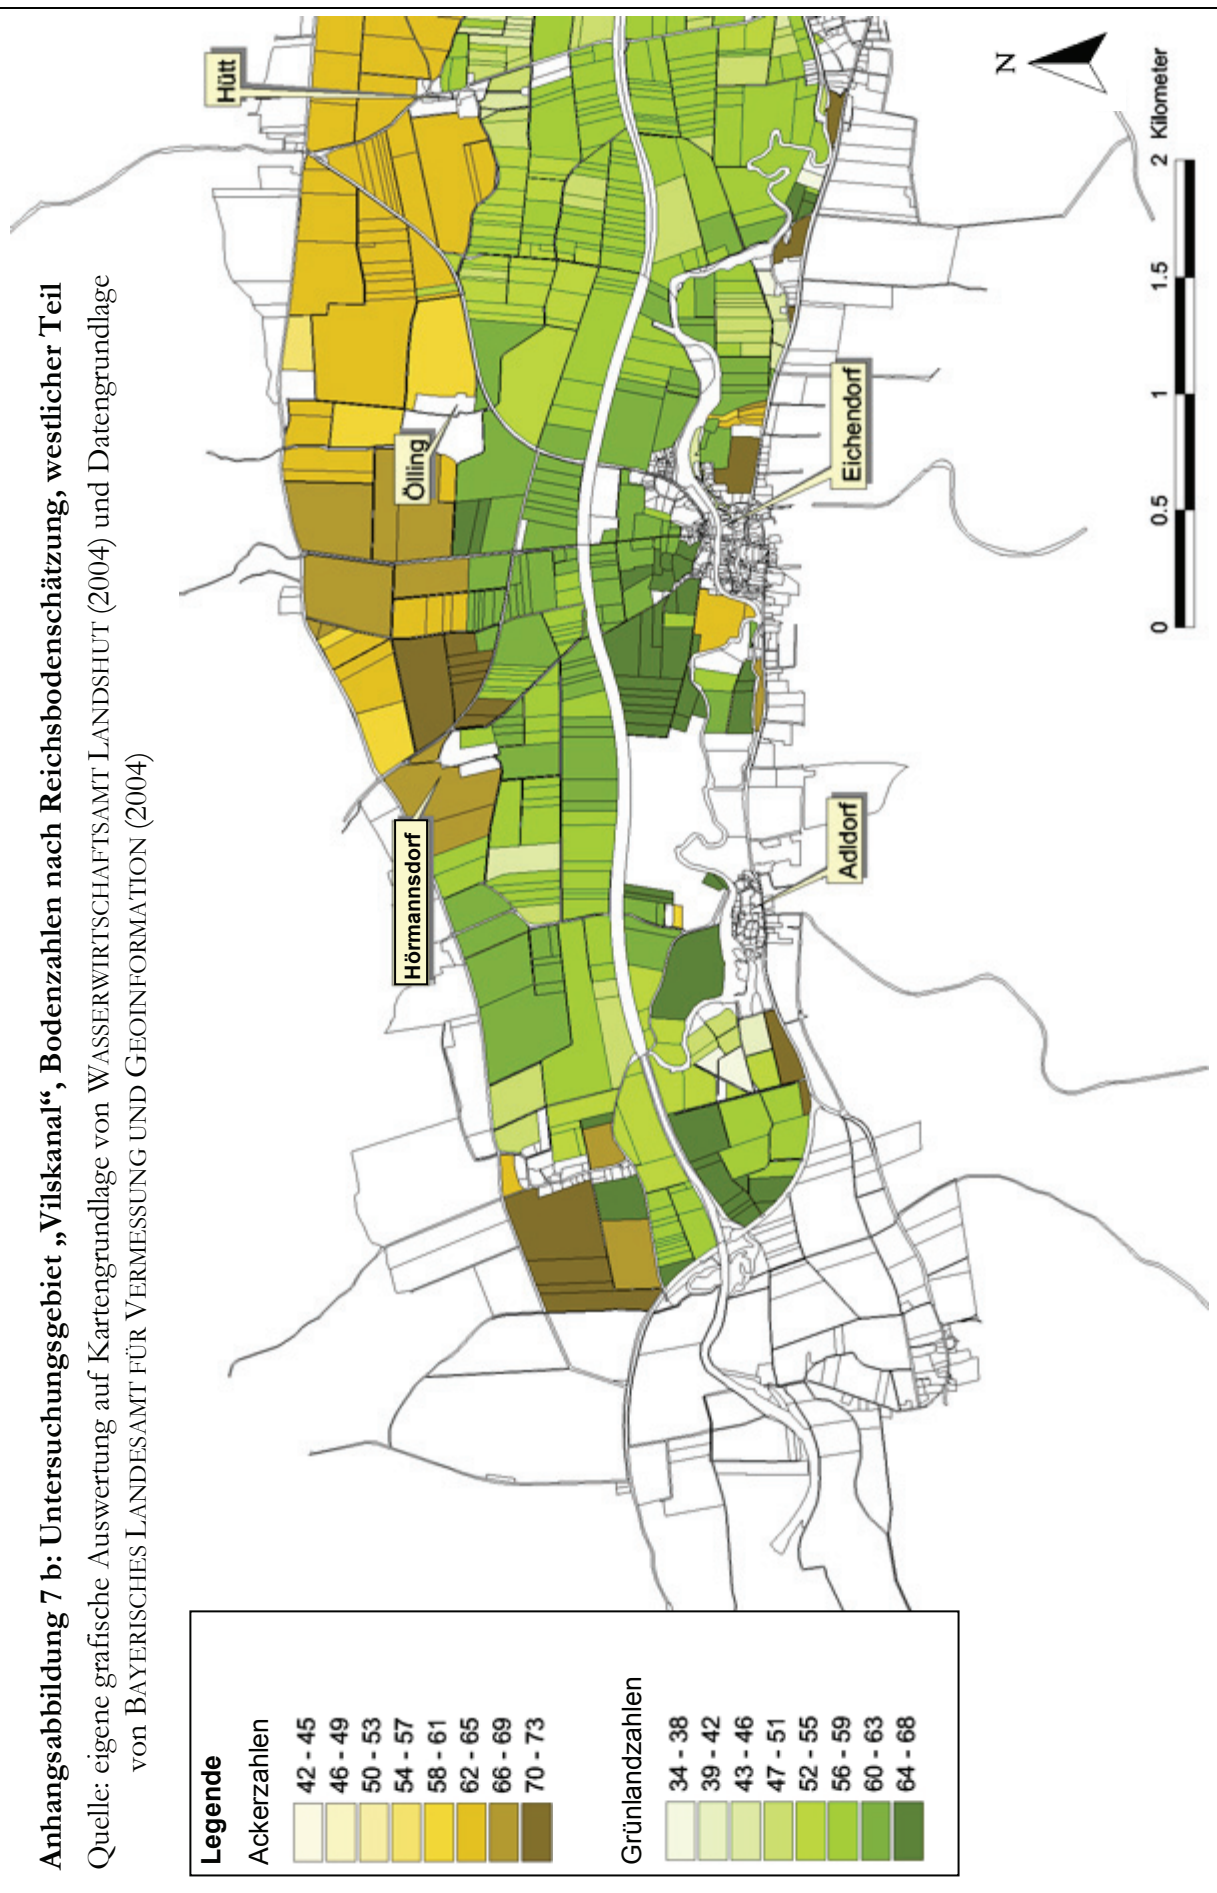 Anhangsabbildung 7 b: Untersuchungsgebiet „Vilskanal“, Bodenzahlen nach Reichsbodenschätzung, westlicher Teil
Quelle: eigene grafische Auswertung auf Kartengrundlage von WASSERWIRTSCHAFTSAMT LANDSHUT (2004) und Datengrundlage
von BAYERISCHES LANDESAMT FÜR VERMESSUNG UND GEOINFORMATION (2004)
Hütt
Ölling
Hörmannsdorf
Eichendorf
Adldorf
N
0 0.5 1 1.5 2 Kilometer
Legende
Ackerzahlen
42 - 45
46 - 49
50 - 53
54 - 57
58 - 61
62 - 65
66 - 69
70 - 73
Grünlandzahlen
34 - 38
39 - 42
43 - 46
47 - 51
52 - 55
56 - 59
60 - 63
64 - 68